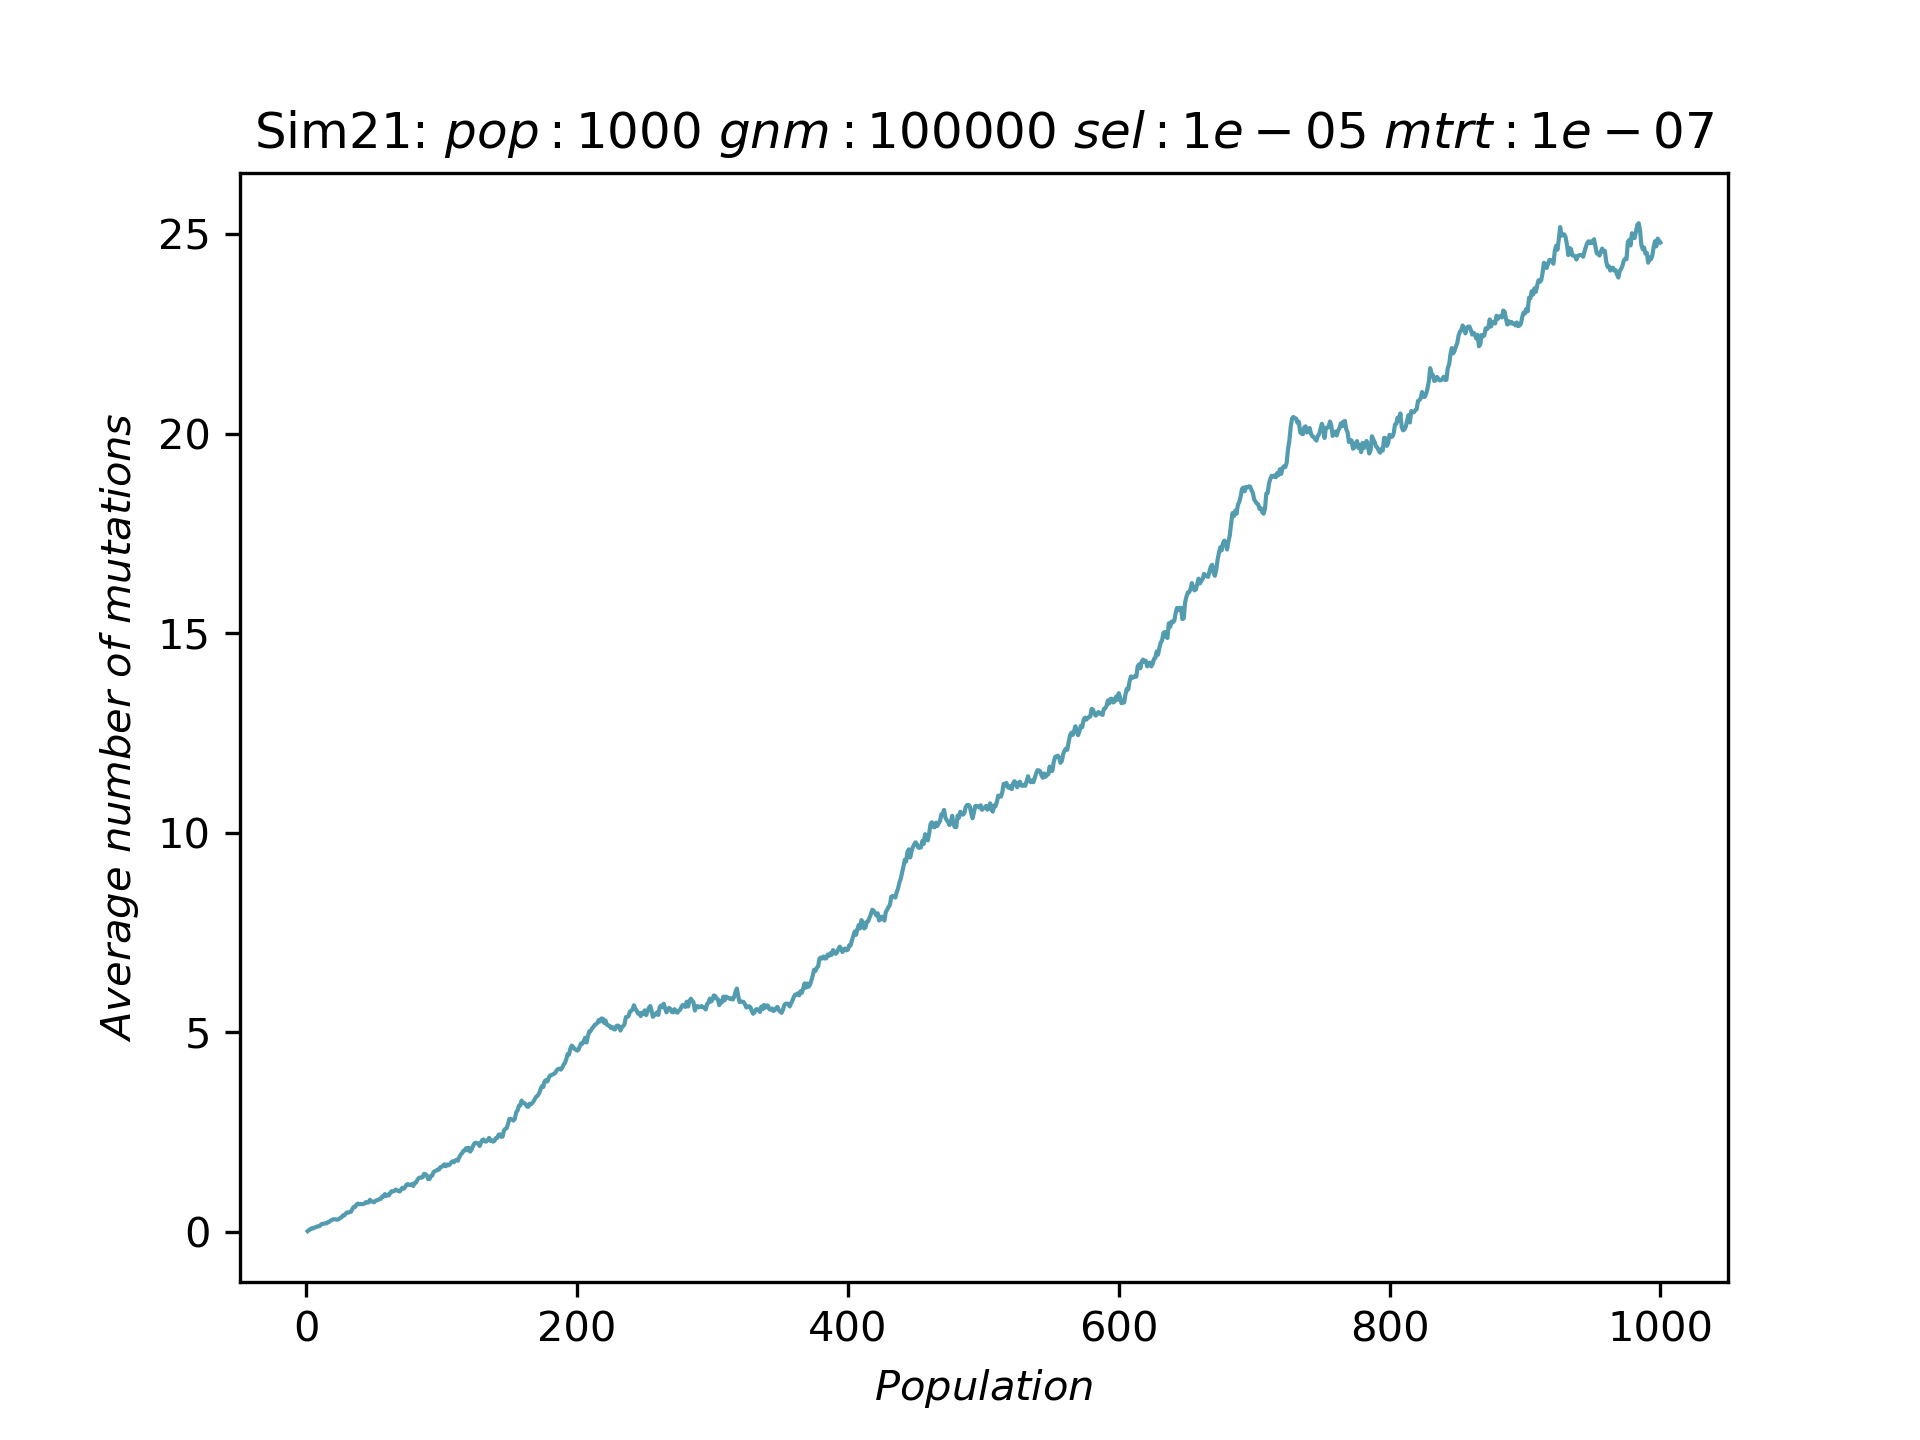 Sim21: pop : 1000 gnm : 100000 sel : 1e − 05 mtrt : 1e − 07
Average number of mutations
25
20
15
10
5
0
0 200 400 600 800 1000
Population